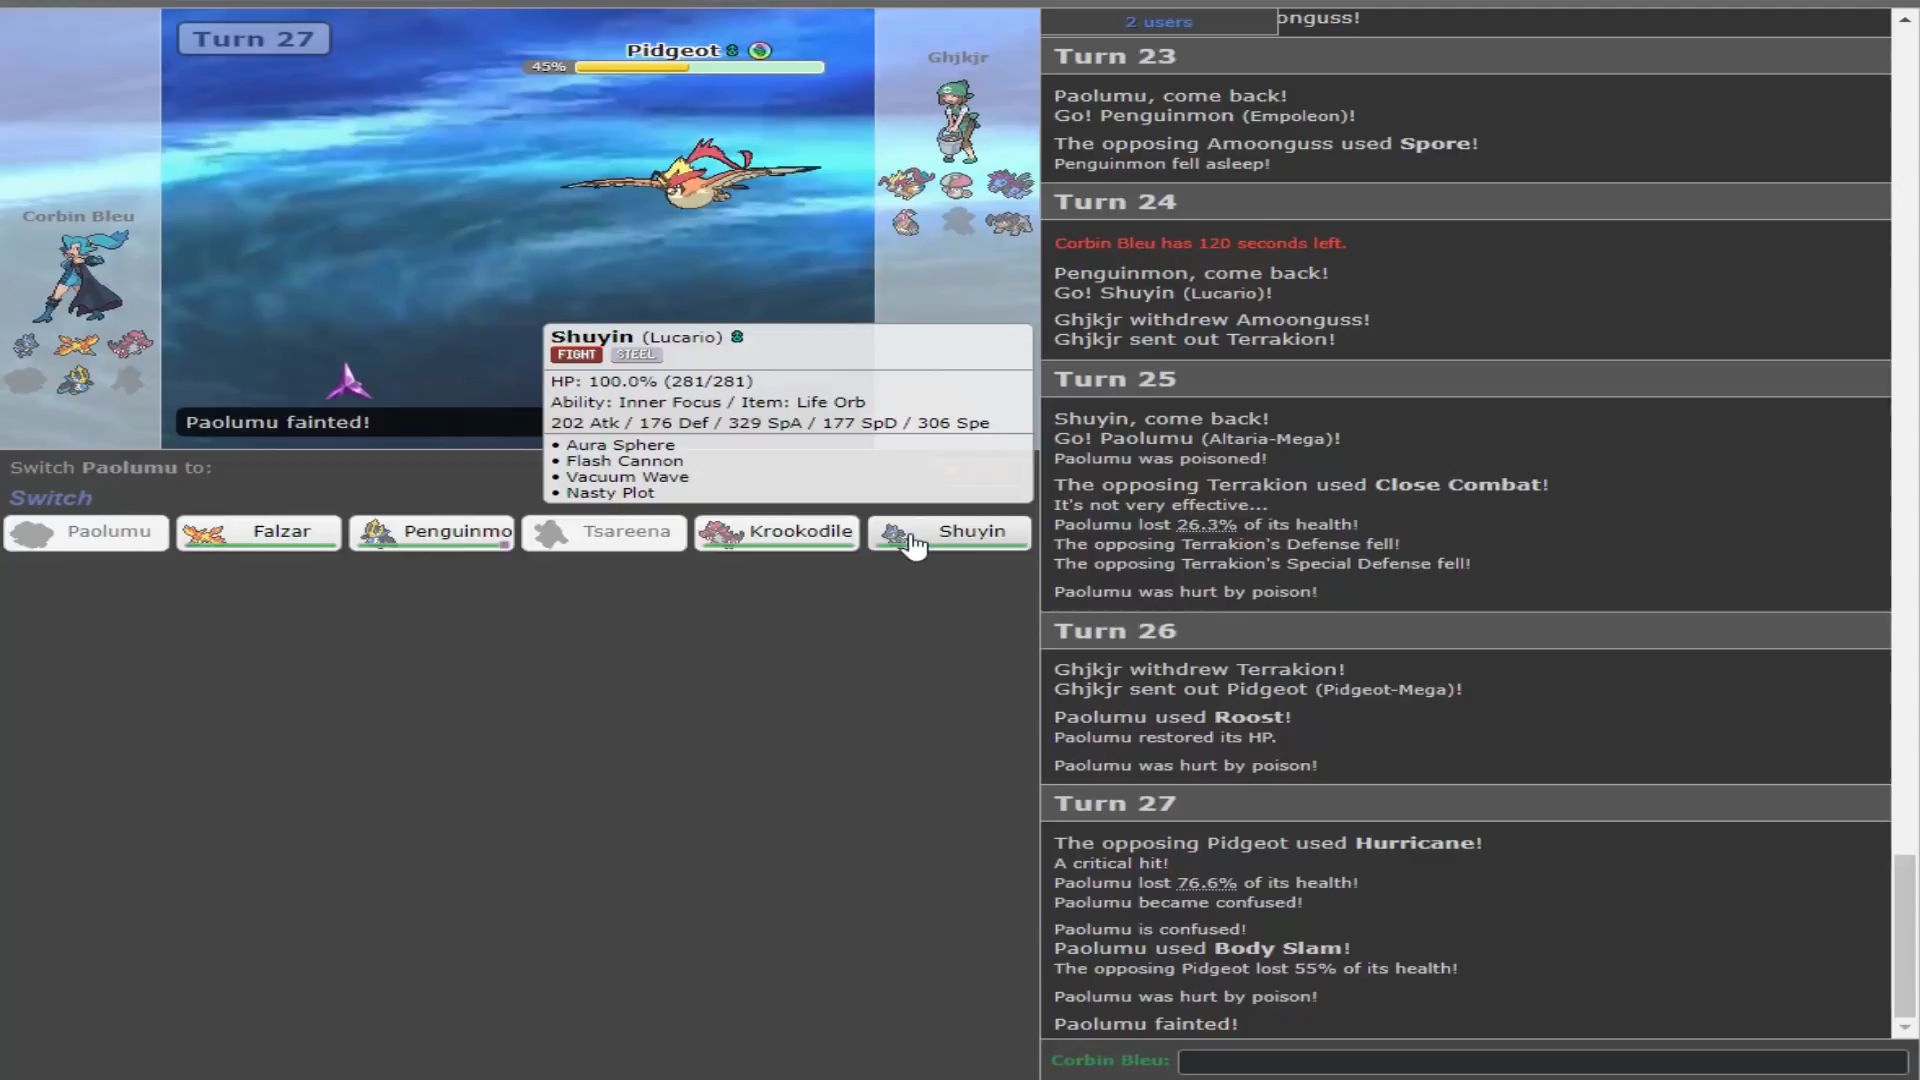 Turn 27
Pidgeot
45%
Ghjkjr
Corbin Bleu
Paolumu fainted!
Shuyin (Lucario)
FIGHT STEEL
HP: 100.0% (281/281)
Ability: Inner Focus / Item: Life Orb
202 Atk / 176 Def / 329 SpA / 177 SpD / 306 Spe
• Aura Sphere
• Flash Cannon
• Vacuum Wave
• Nasty Plot
Switch Paolumu to:
Switch
Paolumu
Falzar
Penguinmo
Tsareena
Krookodile
Shuyin
2 users
onguss!
Turn 23
Paolumu, come back!
Go! Penguinmon (Empoleon)!
The opposing Amoonguss used Spore!
Penguinmon fell asleep!
Turn 24
Corbin Bleu has 120 seconds left.
Penguinmon, come back!
Go! Shuyin (Lucario)!
Ghjkjr withdrew Amoonguss!
Ghjkjr sent out Terrakion!
Turn 25
Shuyin, come back!
Go! Paolumu (Altaria-Mega)!
Paolumu was poisoned!
The opposing Terrakion used Close Combat!
It's not very effective...
Paolumu lost 26.3% of its health!
The opposing Terrakion's Defense fell!
The opposing Terrakion's Special Defense fell!
Paolumu was hurt by poison!
Turn 26
Ghjkjr withdrew Terrakion!
Ghjkjr sent out Pidgeot (Pidgeot-Mega)!
Paolumu used Roost!
Paolumu restored its HP.
Paolumu was hurt by poison!
Turn 27
The opposing Pidgeot used Hurricane!
A critical hit!
Paolumu lost 76.6% of its health!
Paolumu became confused!
Paolumu is confused!
Paolumu used Body Slam!
The opposing Pidgeot lost 55% of its health!
Paolumu was hurt by poison!
Paolumu fainted!
Corbin Bleu: